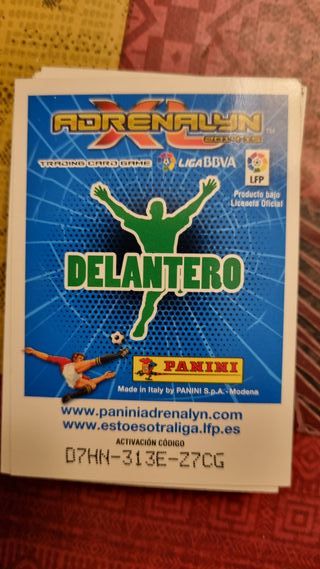 ADRENALYN
XL
TM
TRADING CARD GAME LIGA BBVA
LFP
Producto bajo
Licencia Oficial
DELANTERO
PANINI
Made in Italy by PANINI S.p.A. - Modena
www.paniniadrenalyn.com
www.estoesotraliga.lfp.es
ACTIVACIÓN CÓDIGO
D7HN-313E-Z7CG